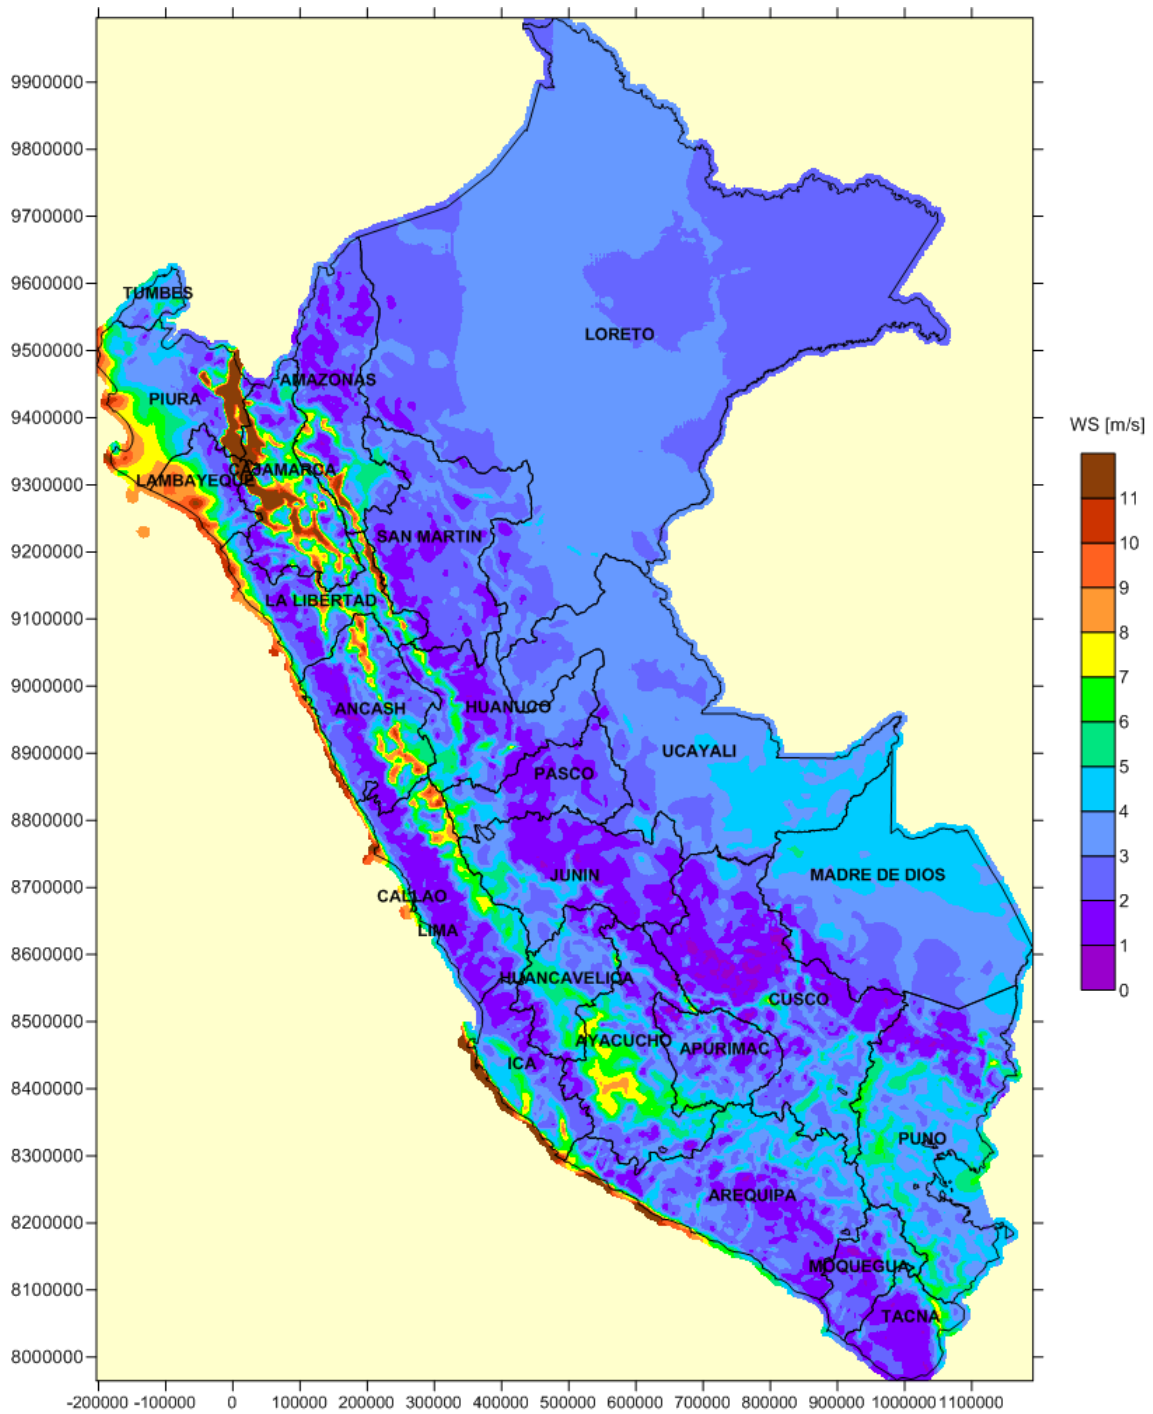 9900000
9800000
9700000
9600000
9500000
9400000
9300000
9200000
9100000
9000000
8900000
8800000
8700000
8600000
8500000
8400000
8300000
8200000
8100000
8000000
TUMBES
LORETO
AMAZONAS
PIURA
CAJAMARCA
LAMBAYEQUE
SAN MARTIN
LA LIBERTAD
ANCASH
HUANUCO
UCAYALI
PASCO
JUNIN
MADRE DE DIOS
CALLAO
LIMA
HUANCAVELICA
CUSCO
AYACUCHO
APURIMAC
ICA
PUNO
AREQUIPA
MOQUEGUA
TACNA
WS [m/s]
11
10
9
8
7
6
5
4
3
2
1
0
-200000 -100000 0 100000 200000 300000 400000 500000 600000 700000 800000 900000 1000000 1100000